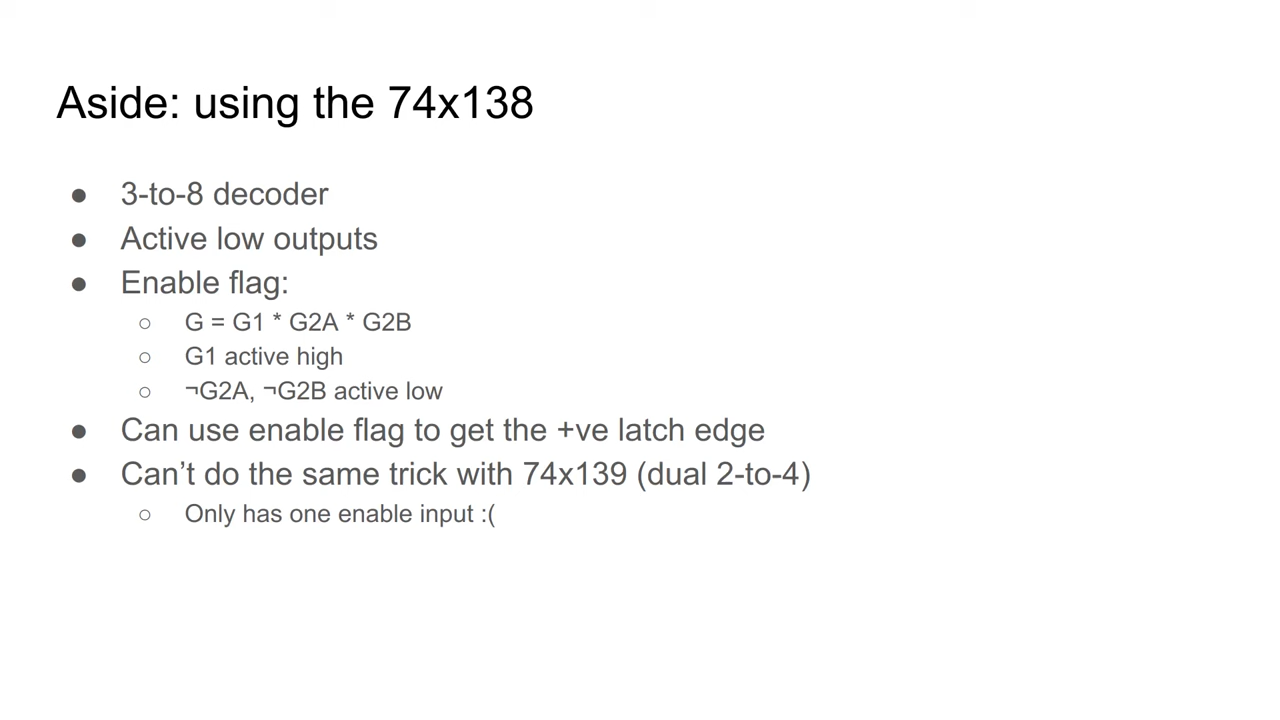 Aside: using the 74x138
● 3-to-8 decoder
● Active low outputs
● Enable flag:
○ G = G1 * G2A * G2B
○ G1 active high
○ ¬G2A, ¬G2B active low
● Can use enable flag to get the +ve latch edge
● Can’t do the same trick with 74x139 (dual 2-to-4)
○ Only has one enable input :(